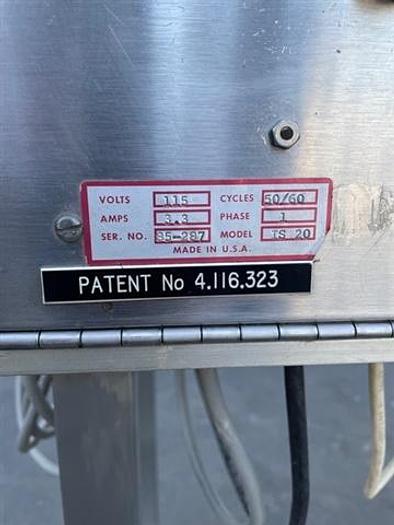 VOLTS 115 CYCLES 50/60
AMPS 3.3 PHASE 1
SER. NO. 85-287 MODEL TS 20
MADE IN U.S.A.
PATENT No 4.116.323